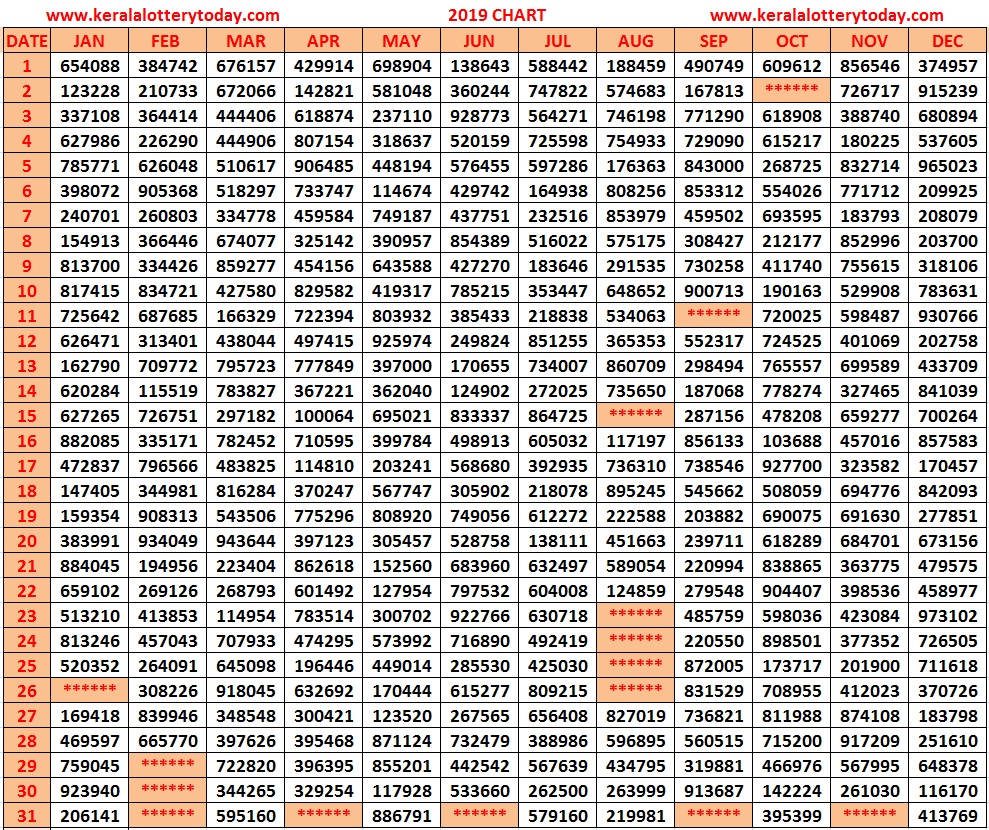 www.keralalotterytoday.com 2019 CHART www.keralalotterytoday.com
DATE JAN FEB MAR APR MAY JUN JUL AUG SEP OCT NOV DEC
1 654088 384742 676157 429914 698904 138643 588442 188459 490749 609612 856546 374957
2 123228 210733 672066 142821 581048 360244 747822 574683 167813 ****** 726717 915239
3 337108 364414 444406 618874 237110 928773 564271 746198 771290 618908 388740 680894
4 627986 226290 444906 807154 318637 520159 725598 754933 729090 615217 180225 537605
5 785771 626048 510617 906485 448194 576455 597286 176363 843000 268725 832714 965023
6 398072 905368 518297 733747 114674 429742 164938 808256 853312 554026 771712 209925
7 240701 260803 334778 459584 749187 437751 232516 853979 459502 693595 183793 208079
8 154913 366446 674077 325142 390957 854389 516022 575175 308427 212177 852996 203700
9 813700 334426 859277 454156 643588 427270 183646 291535 730258 411740 755615 318106
10 817415 834721 427580 829582 419317 785215 353447 648652 900713 190163 529908 783631
11 725642 687685 166329 722394 803932 385433 218838 534063 ****** 720025 598487 930766
12 626471 313401 438044 497415 925974 249824 851255 365353 552317 724525 401069 202758
13 162790 709772 795723 777849 397000 170655 734007 860709 298494 765557 699589 433709
14 620284 115519 783827 367221 362040 124902 272025 735650 187068 778274 327465 841039
15 627265 726751 297182 100064 695021 833337 864725 ****** 287156 478208 659277 700264
16 882085 335171 782452 710595 399784 498913 605032 117197 856133 103688 457016 857583
17 472837 796566 483825 114810 203241 568680 392935 736310 738546 927700 323582 170457
18 147405 344981 816284 370247 567747 305902 218078 895245 545662 508059 694776 842093
19 159354 908313 543506 775296 808920 749056 612272 222588 203882 690075 691630 277851
20 383991 934049 943644 397123 305457 528758 138111 451663 239711 618289 684701 673156
21 884045 194956 223404 862618 152560 683960 632497 589054 220994 838865 363775 479575
22 659102 269126 268793 601492 127954 797532 604008 124859 279548 904407 398536 458977
23 513210 413853 114954 783514 300702 922766 630718 ****** 485759 598036 423084 973102
24 813246 457043 707933 474295 573992 716890 492419 ****** 220550 898501 377352 726505
25 520352 264091 645098 196446 449014 285530 425030 ****** 872005 173717 201900 711618
26 ****** 308226 918045 632692 170444 615277 809215 ****** 831529 708955 412023 370726
27 169418 839946 348548 300421 123520 267565 656408 827019 736821 811988 874108 183798
28 469597 665770 397626 395468 871124 732479 388986 596895 560515 715200 917209 251610
29 759045 ****** 722820 396395 855201 442542 567639 434795 319881 466976 567995 648378
30 923940 ****** 344265 329254 117928 533660 262500 263999 913687 142224 261030 116170
31 206141 ****** 595160 ****** 886791 ****** 579160 219981 ****** 395399 ****** 413769